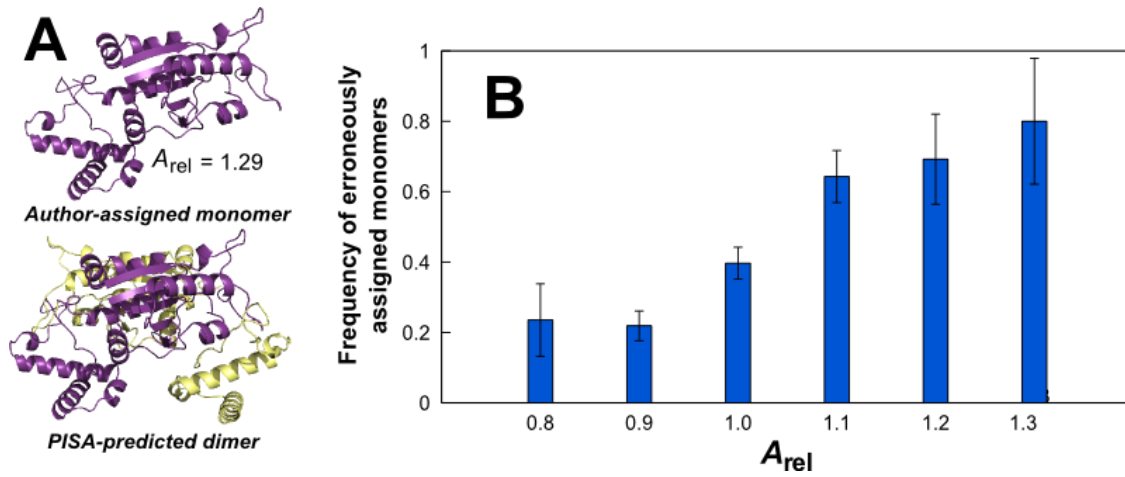 A
A_rel = 1.29
Author-assigned monomer
PISA-predicted dimer
B
Frequency of erroneously
assigned monomers
1
0.8
0.6
0.4
0.2
0
0.8 0.9 1.0 1.1 1.2 1.3
A_rel